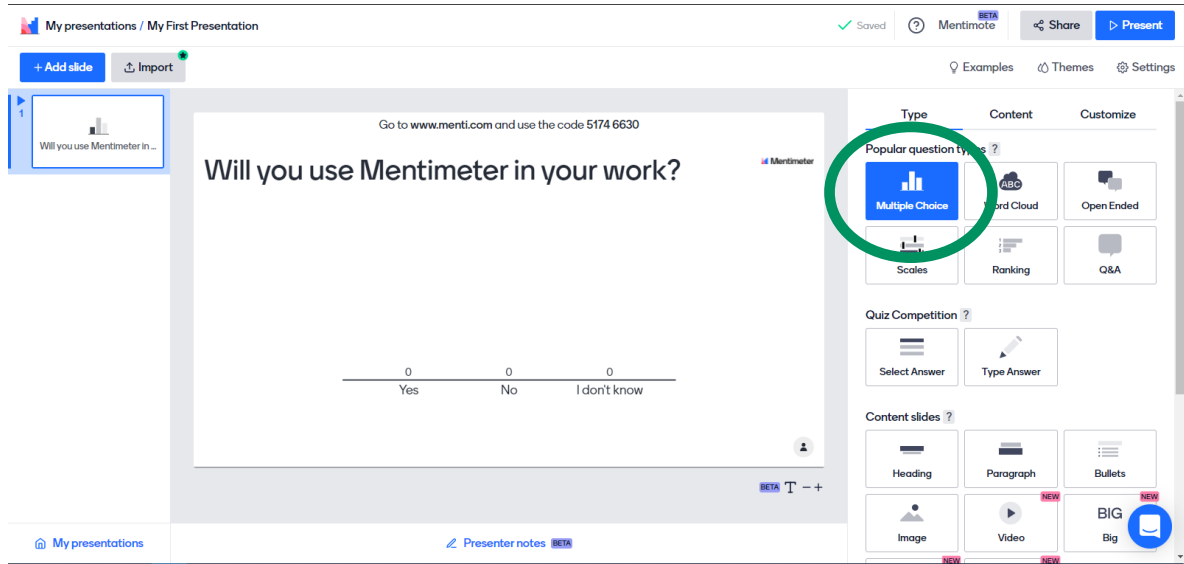 My presentations / My First Presentation
Saved
? Mentimote BETA
Share
Present
+ Add slide
Import
Examples
Themes
Settings
1
Will you use Mentimeter in ...
Go to www.menti.com and use the code 5174 6630
Will you use Mentimeter in your work?
Mentimeter
0 0 0
Yes No I don't know
BETA T − +
My presentations
Presenter notes BETA
Type Content Customize
Popular question types ?
Multiple Choice
ABC
Word Cloud
Open Ended
Scales
1
2
3
Ranking
Q&A
Quiz Competition ?
Select Answer
Type Answer
Content slides ?
Heading
Paragraph
Bullets
Image
NEW
Video
NEW
BIG
Big
NEW
NEW